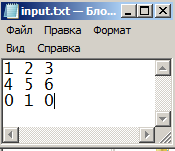 input.txt — Бло
Файл Правка Формат
Вид Справка
1 2 3
4 5 6
0 1 0